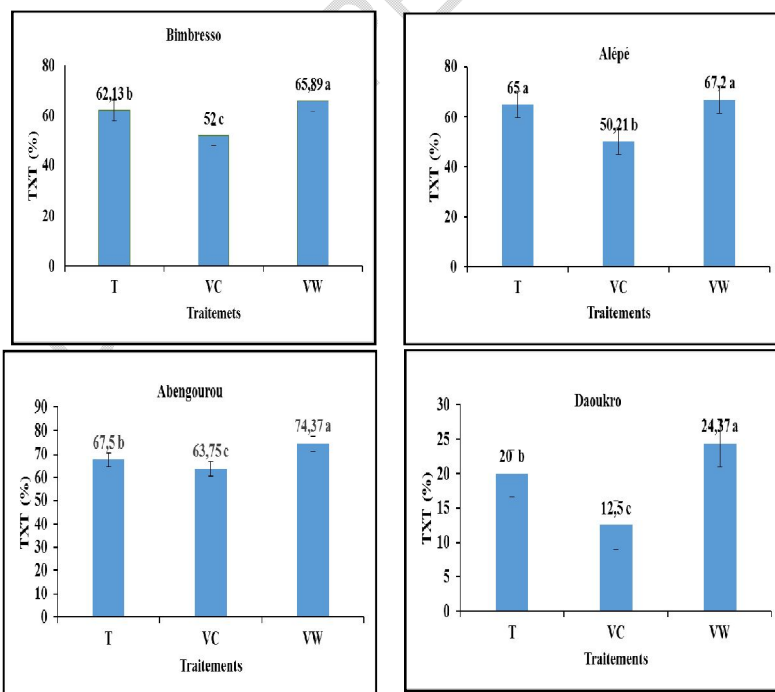 Bimbresso
TXT (%)
80
60
40
20
0
62,13 b
52 c
65,89 a
T
VC
VW
Traitemets
Alépé
TXT (%)
80
60
40
20
0
65 a
50,21 b
67,2 a
T
VC
VW
Traitements
Abengourou
TXT (%)
90
80
70
60
50
40
30
20
10
0
67,5 b
63,75 c
74,37 a
T
VC
VW
Traitements
Daoukro
TXT (%)
30
25
20
15
10
5
0
20 b
12,5 c
24,37 a
T
VC
VW
Traitements